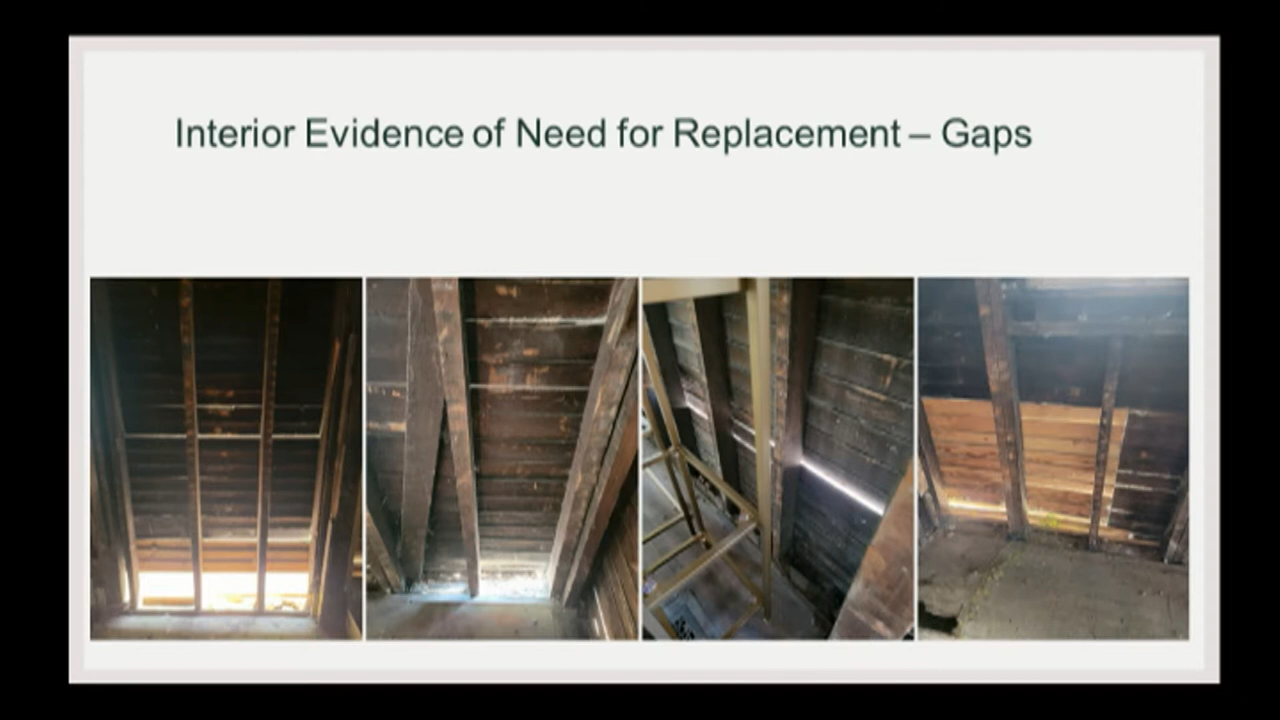 Interior Evidence of Need for Replacement – Gaps